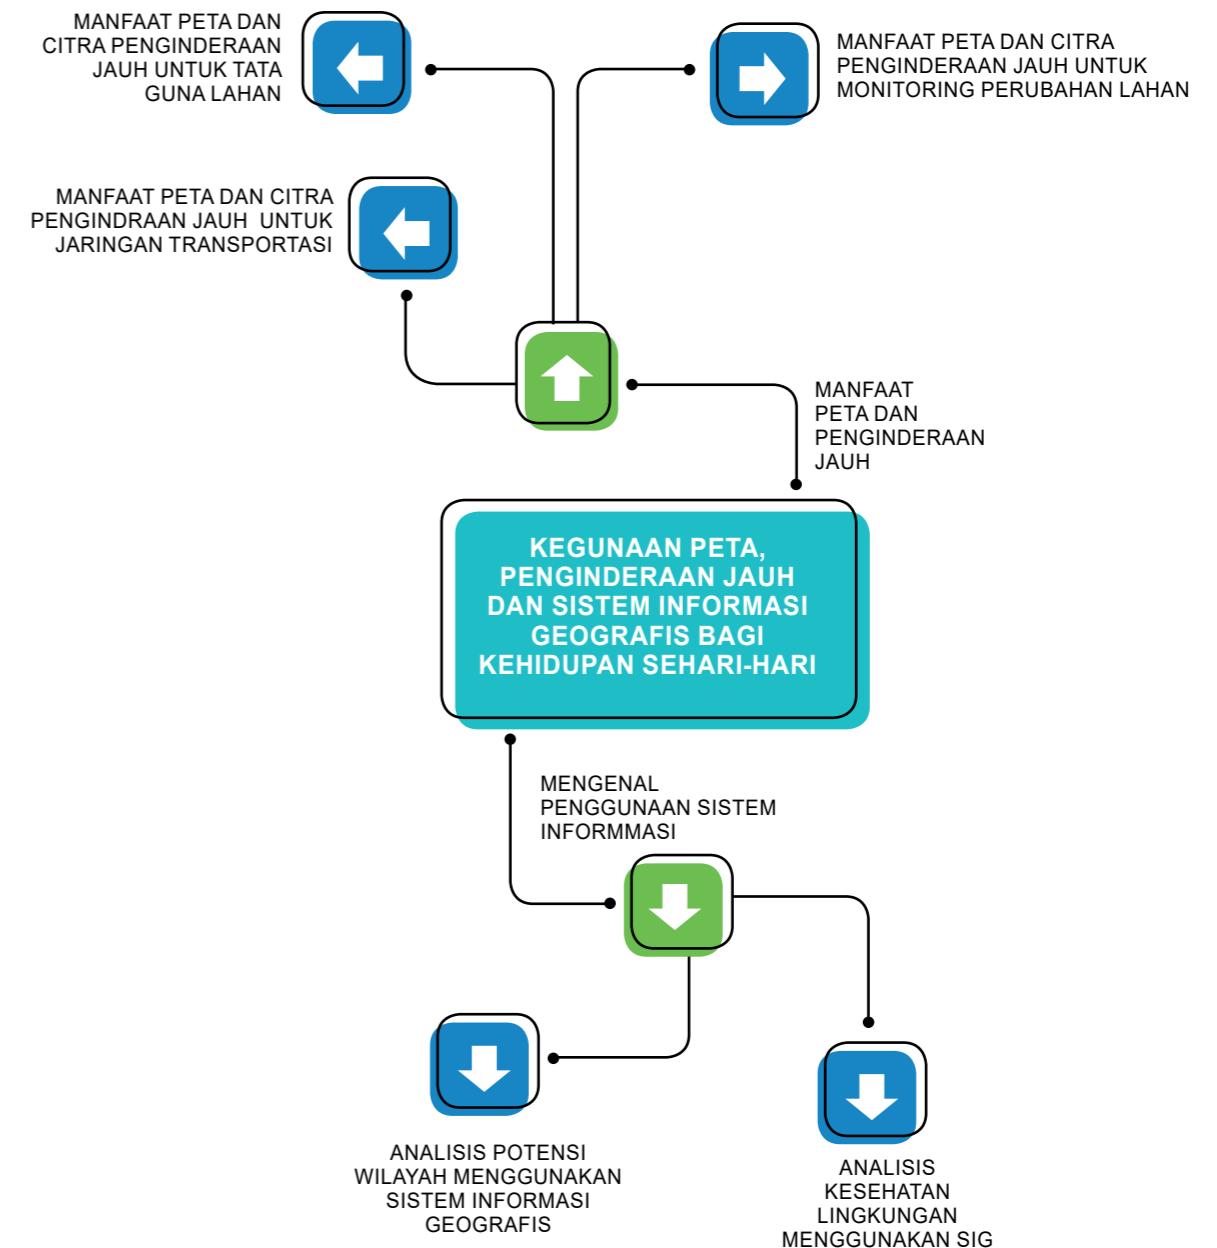 MANFAAT PETA DAN
CITRA PENGINDERAAN
JAUH UNTUK TATA
GUNA LAHAN
MANFAAT PETA DAN CITRA
PENGINDERAAN JAUH UNTUK
MONITORING PERUBAHAN LAHAN
MANFAAT PETA DAN CITRA
PENGINDRAAN JAUH UNTUK
JARINGAN TRANSPORTASI
MANFAAT
PETA DAN
PENGINDERAAN
JAUH
KEGUNAAN PETA,
PENGINDERAAN JAUH
DAN SISTEM INFORMASI
GEOGRAFIS BAGI
KEHIDUPAN SEHARI-HARI
MENGENAL
PENGGUNAAN SISTEM
INFORMMASI
ANALISIS POTENSI
WILAYAH MENGGUNAKAN
SISTEM INFORMASI
GEOGRAFIS
ANALISIS
KESEHATAN
LINGKUNGAN
MENGGUNAKAN SIG